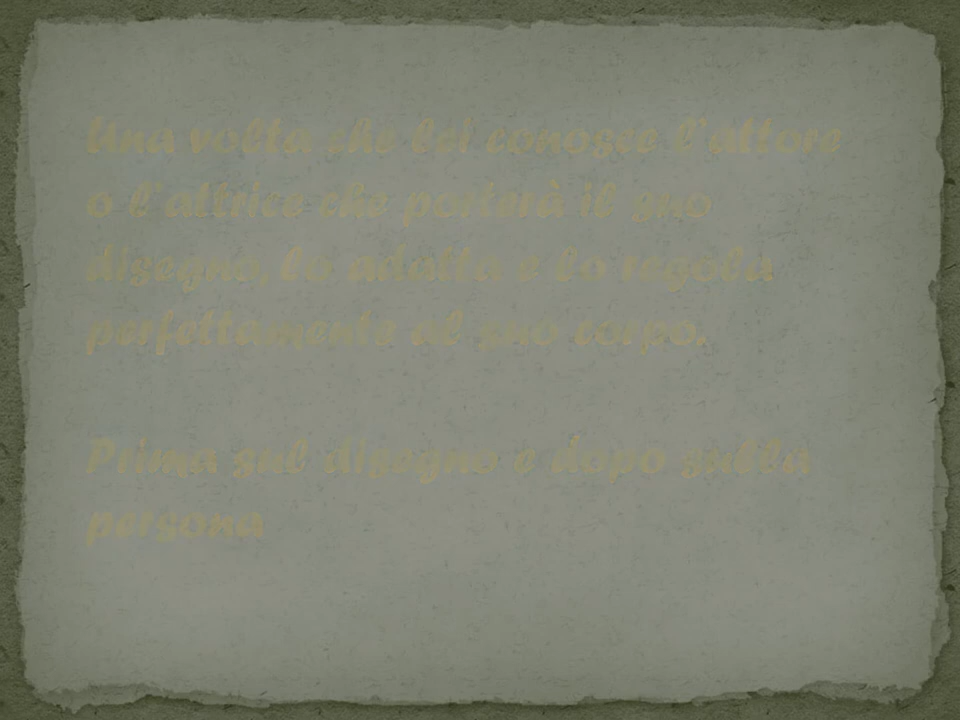 Una volta che lei conosce l'attore
o l'attrice che porterà il suo
disegno, lo adatta e lo regola
perfettamente al suo corpo.
Prima sul disegno e dopo sulla
persona